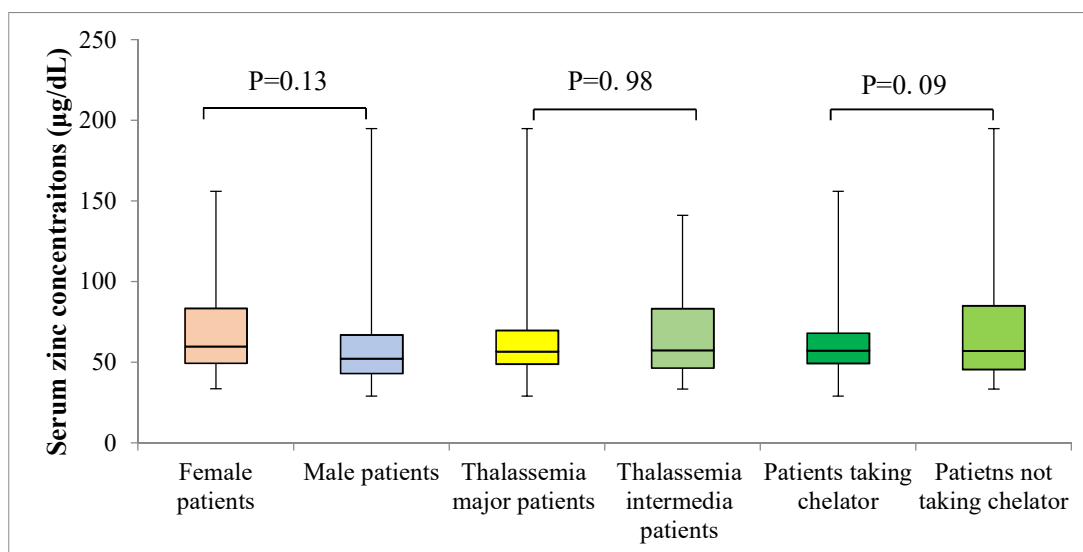 Serum zinc concentraitons (µg/dL)
250
200
150
100
50
0
P=0.13
P=0. 98
P=0. 09
Female
patients
Male patients
Thalassemia
major patients
Thalassemia
intermedia
patients
Patients taking
chelator
Patietns not
taking chelator